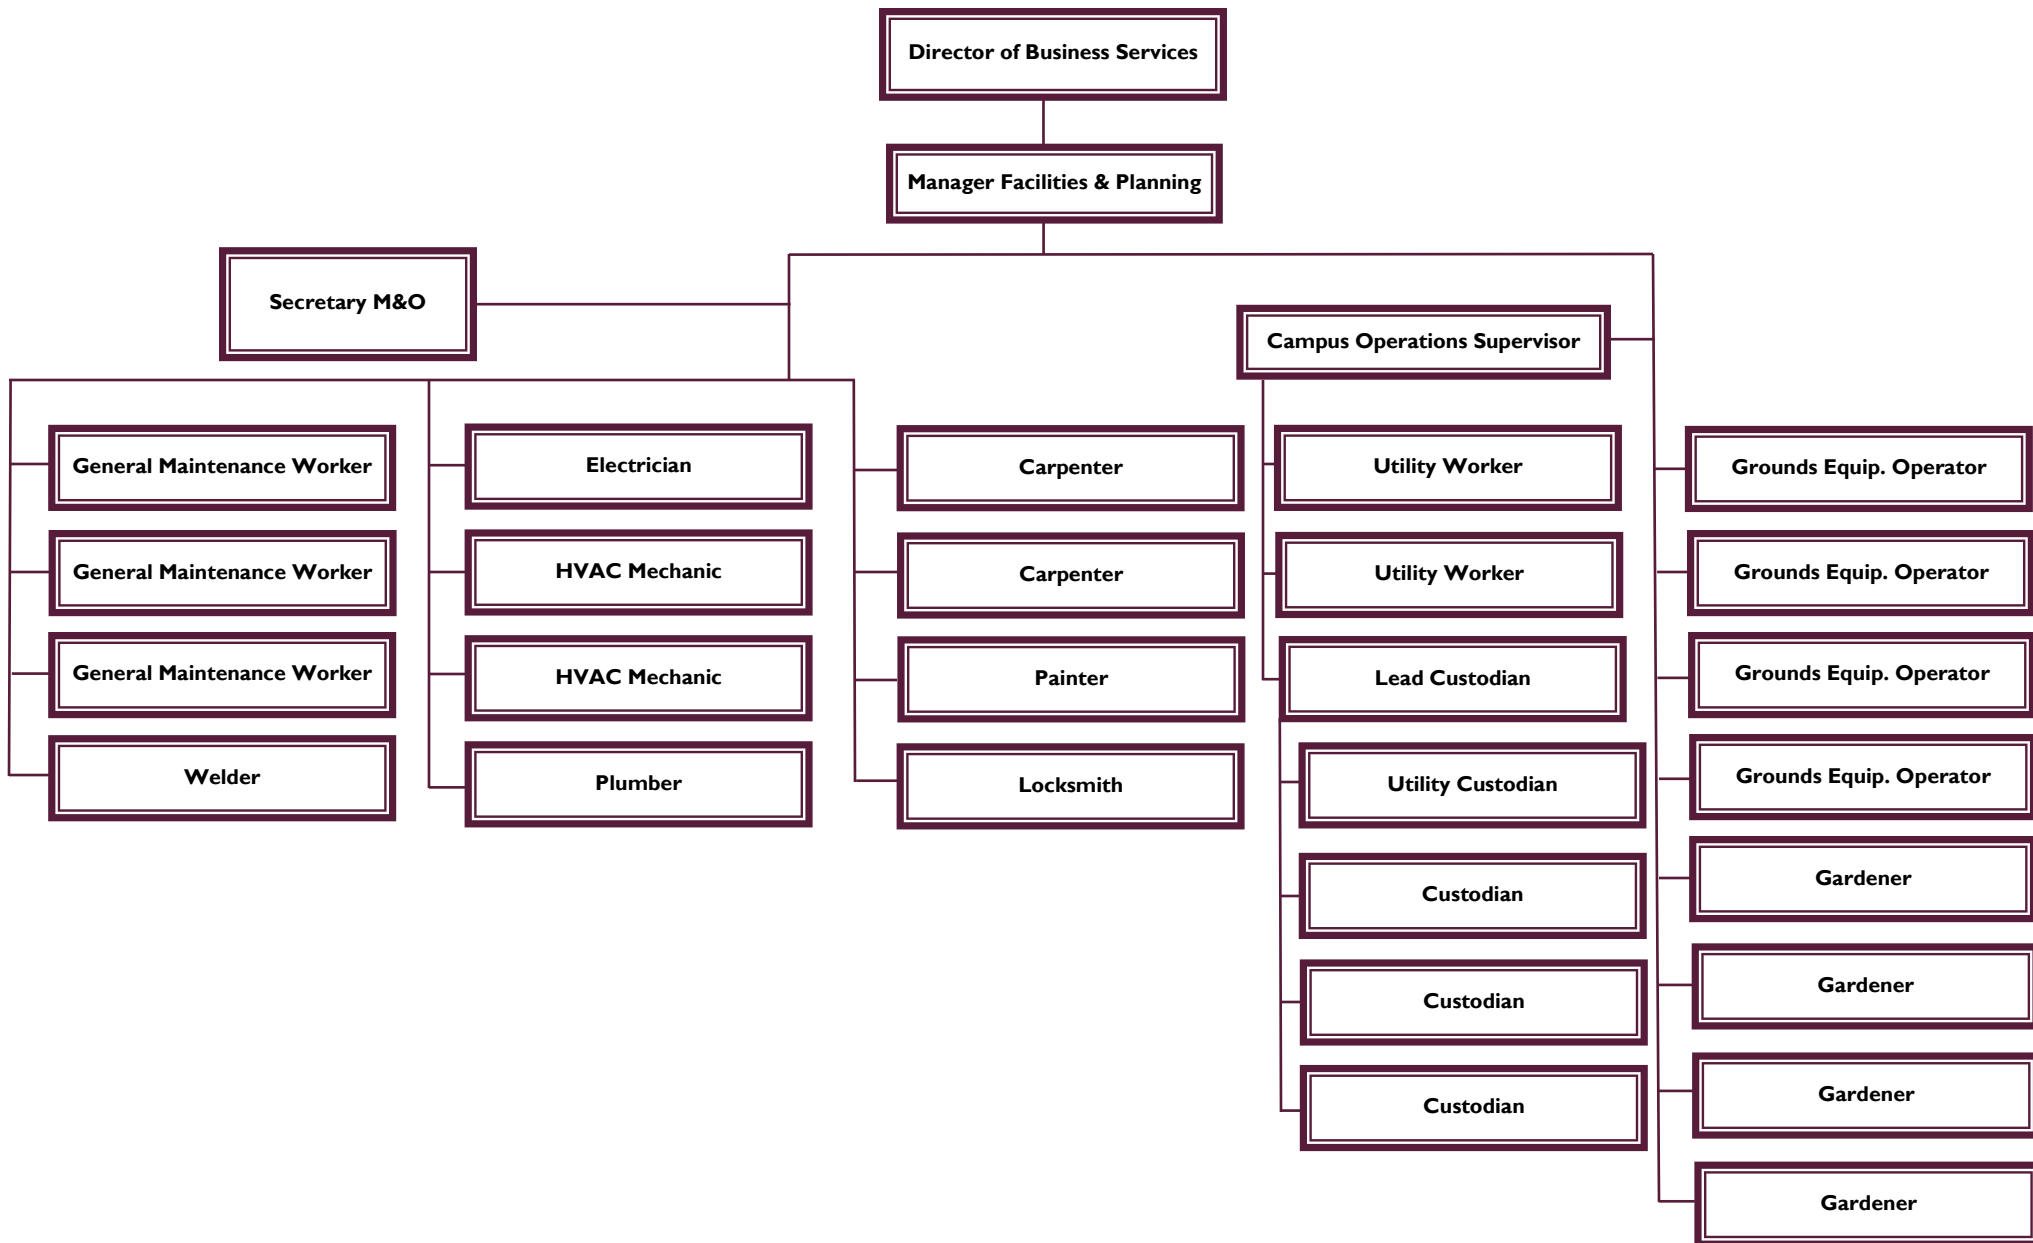 Director of Business Services
Manager Facilities & Planning
Secretary M&O
Campus Operations Supervisor
General Maintenance Worker
General Maintenance Worker
General Maintenance Worker
Welder
Electrician
HVAC Mechanic
HVAC Mechanic
Plumber
Carpenter
Carpenter
Painter
Locksmith
Utility Worker
Utility Worker
Lead Custodian
Utility Custodian
Custodian
Custodian
Custodian
Grounds Equip. Operator
Grounds Equip. Operator
Grounds Equip. Operator
Grounds Equip. Operator
Gardener
Gardener
Gardener
Gardener